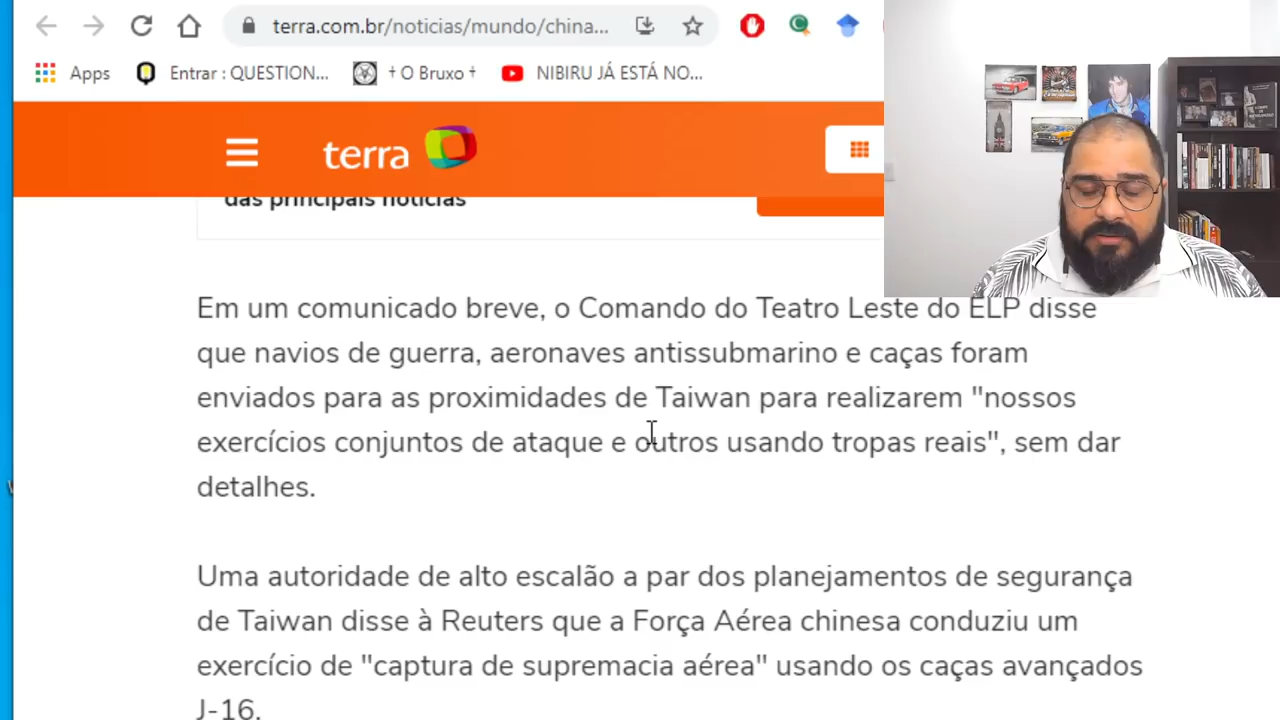 terra.com.br/noticias/mundo/china...
Apps
Entrar : QUESTION...
† O Bruxo †
NIBIRU JÁ ESTÁ NO...
terra
das principais notícias
Em um comunicado breve, o Comando do Teatro Leste do ELP disse
que navios de guerra, aeronaves antissubmarino e caças foram
enviados para as proximidades de Taiwan para realizarem "nossos
exercícios conjuntos de ataque e outros usando tropas reais", sem dar
detalhes.
Uma autoridade de alto escalão a par dos planejamentos de segurança
de Taiwan disse à Reuters que a Força Aérea chinesa conduziu um
exercício de "captura de supremacia aérea" usando os caças avançados
J-16.